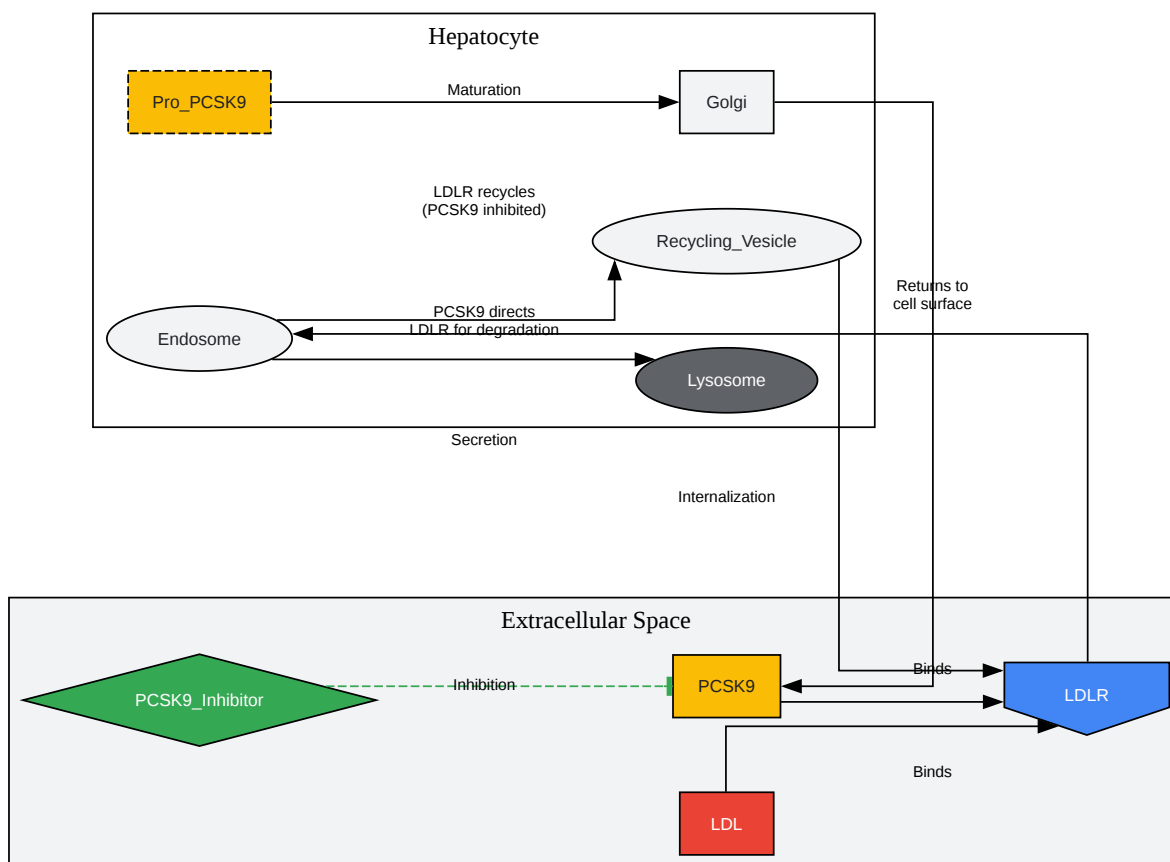 Hepatocyte
Pro_PCSK9
Maturation
Golgi
LDLR recycles
(PCSK9 inhibited)
Recycling_Vesicle
Returns to
cell surface
PCSK9 directs
LDLR for degradation
Endosome
Lysosome
Secretion
Internalization
Extracellular Space
PCSK9_Inhibitor
Inhibition
PCSK9
Binds
LDLR
Binds
LDL